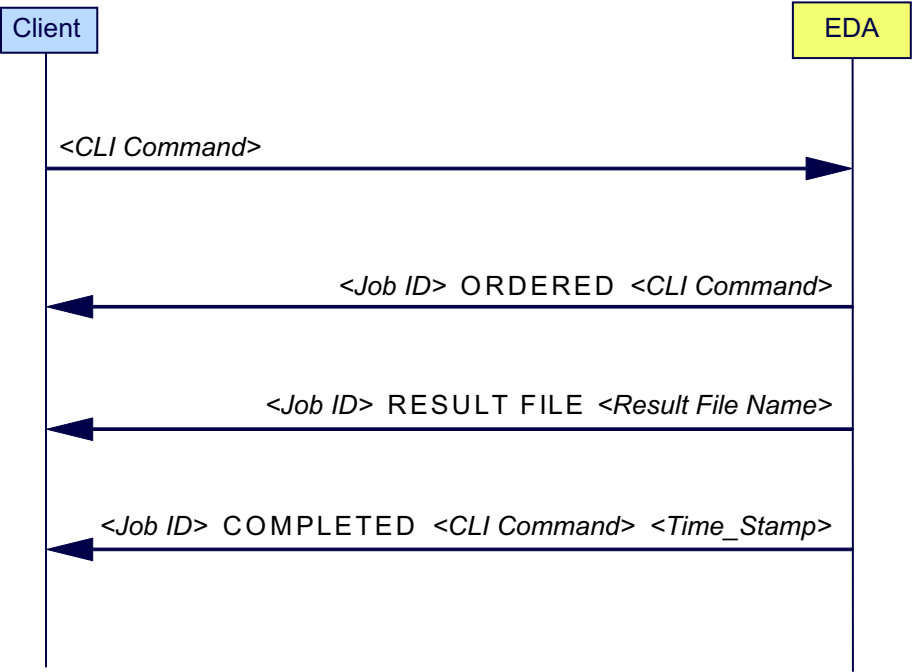 Client
EDA
<CLI Command>
<Job ID> ORDERED <CLI Command>
<Job ID> RESULT FILE <Result File Name>
<Job ID> COMPLETED <CLI Command> <Time_Stamp>